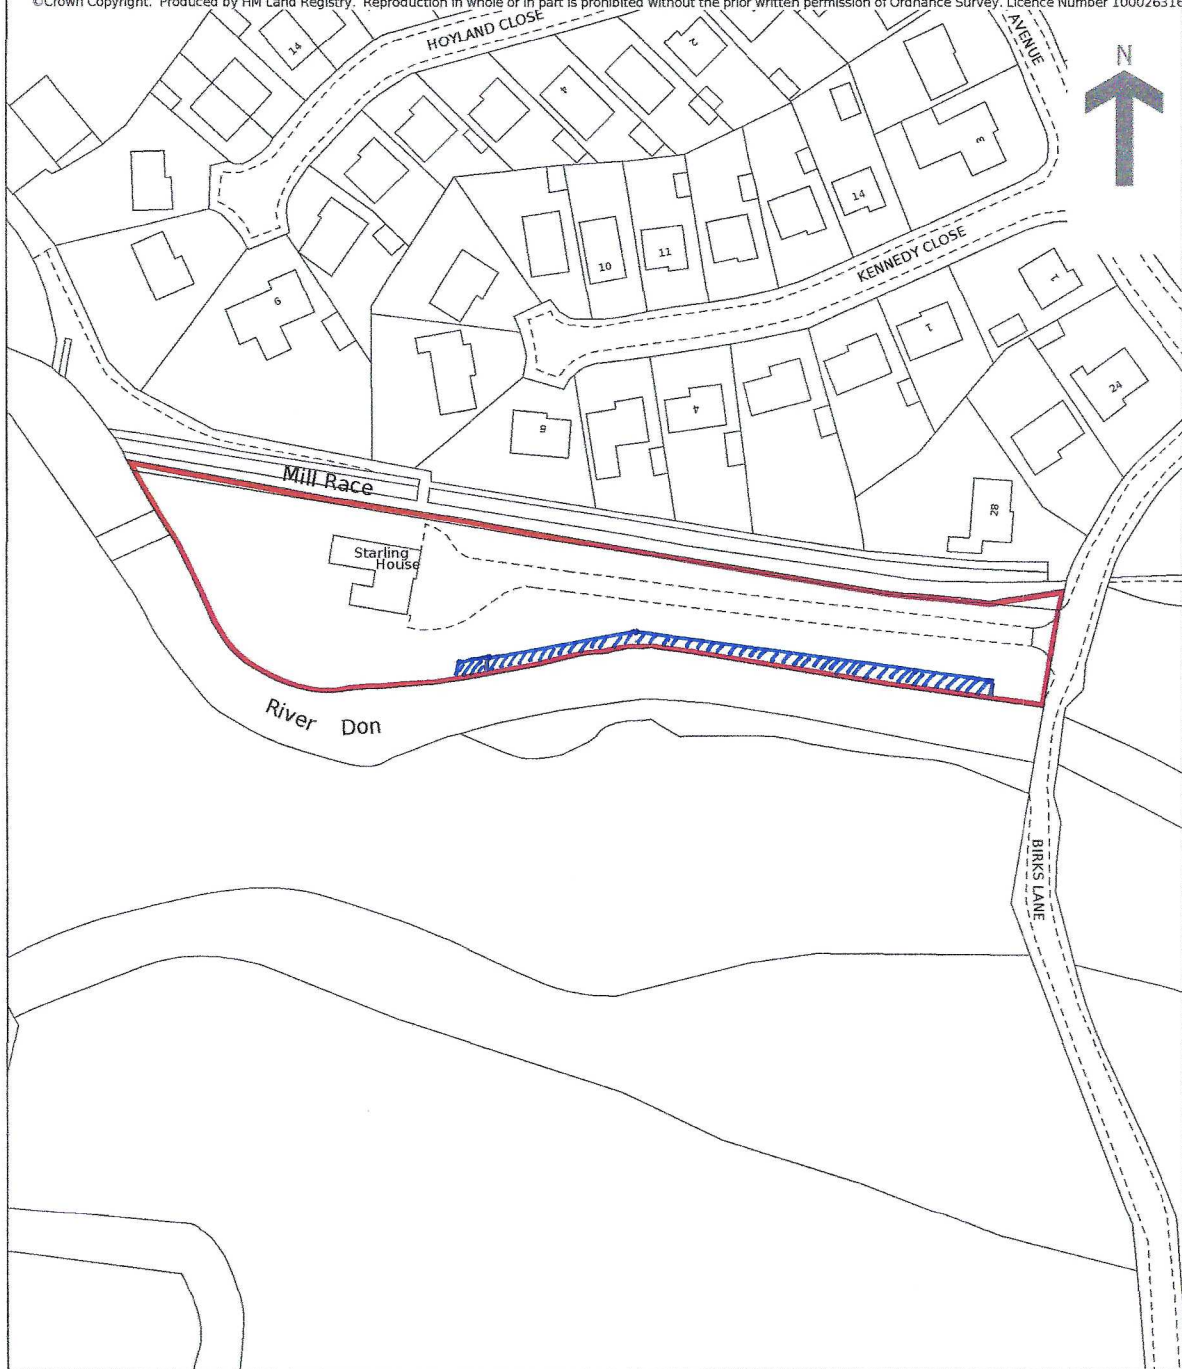 ©Crown Copyright. Produced by HM Land Registry. Reproduction in whole or in part is prohibited without the prior written permission of Ordnance Survey. Licence Number 100026316
HOYLAND CLOSE
AVENUE
N
14
2
4
3
14
10
11
KENNEDY CLOSE
6
1
1
24
4
5
28
Mill Race
Starling
House
River Don
BIRKS LANE